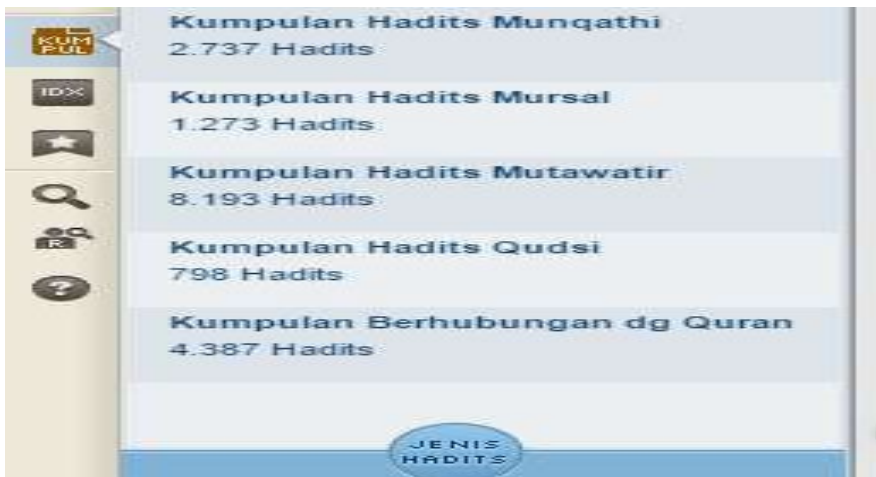 KUM
PUL
IDX
R
Kumpulan Hadits Munqathi
2.737 Hadits
Kumpulan Hadits Mursal
1.273 Hadits
Kumpulan Hadits Mutawatir
8.193 Hadits
Kumpulan Hadits Qudsi
798 Hadits
Kumpulan Berhubungan dg Quran
4.387 Hadits
JENIS
HADITS